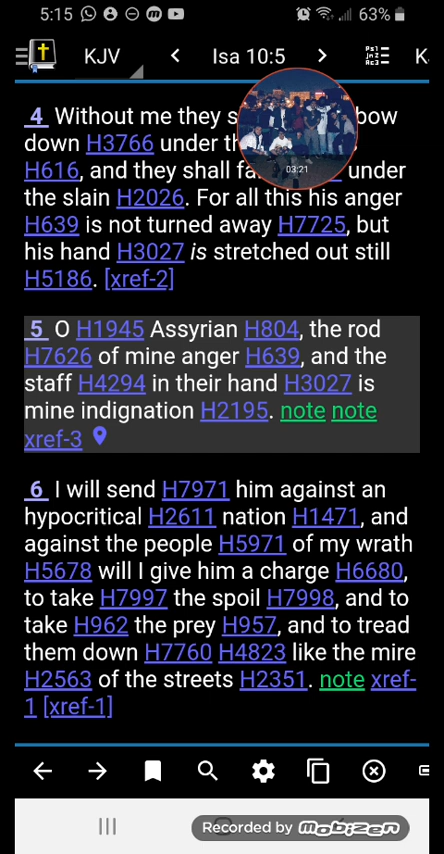 5:15 63%
KJV < Isa 10:5 > K
4 Without me they s bow
down H3766 under th
H616, and they shall fa under
the slain H2026. For all this his anger
H639 is not turned away H7725, but
his hand H3027 is stretched out still
H5186. [xref-2]
5 O H1945 Assyrian H804, the rod
H7626 of mine anger H639, and the
staff H4294 in their hand H3027 is
mine indignation H2195. note note
xref-3
6 I will send H7971 him against an
hypocritical H2611 nation H1471, and
against the people H5971 of my wrath
H5678 will I give him a charge H6680,
to take H7997 the spoil H7998, and to
take H962 the prey H957, and to tread
them down H7760 H4823 like the mire
H2563 of the streets H2351. note xref-
1 [xref-1]
03:21
Recorded by Mobizen